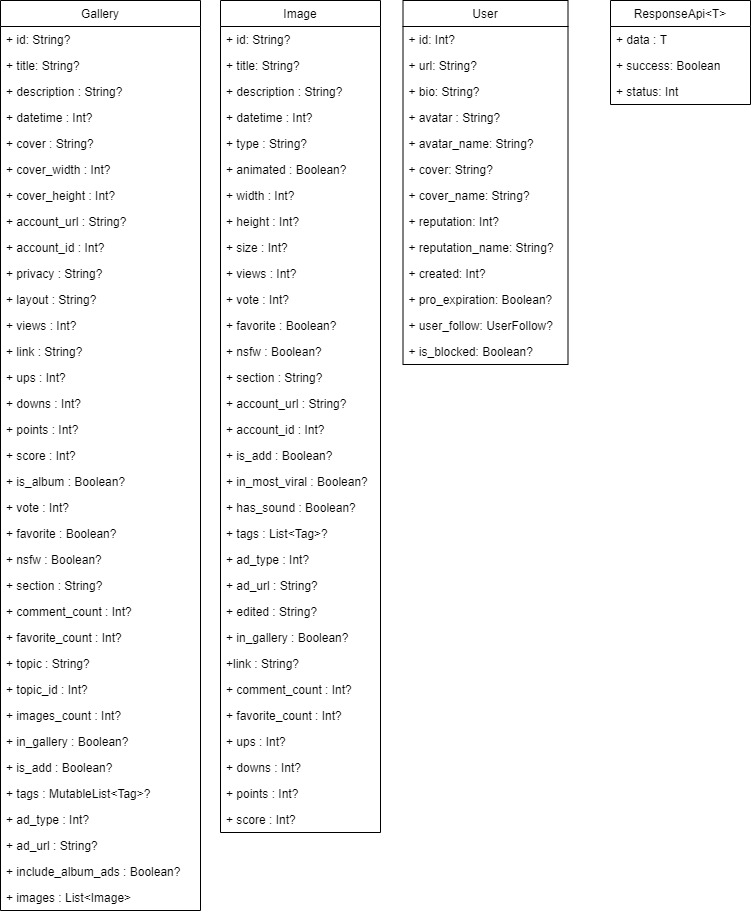 Gallery
+ id: String?
+ title: String?
+ description : String?
+ datetime : Int?
+ cover : String?
+ cover_width : Int?
+ cover_height : Int?
+ account_url : String?
+ account_id : Int?
+ privacy : String?
+ layout : String?
+ views : Int?
+ link : String?
+ ups : Int?
+ downs : Int?
+ points : Int?
+ score : Int?
+ is_album : Boolean?
+ vote : Int?
+ favorite : Boolean?
+ nsfw : Boolean?
+ section : String?
+ comment_count : Int?
+ favorite_count : Int?
+ topic : String?
+ topic_id : Int?
+ images_count : Int?
+ in_gallery : Boolean?
+ is_add : Boolean?
+ tags : MutableList<Tag>?
+ ad_type : Int?
+ ad_url : String?
+ include_album_ads : Boolean?
+ images : List<Image>
Image
+ id: String?
+ title: String?
+ description : String?
+ datetime : Int?
+ type : String?
+ animated : Boolean?
+ width : Int?
+ height : Int?
+ size : Int?
+ views : Int?
+ vote : Int?
+ favorite : Boolean?
+ nsfw : Boolean?
+ section : String?
+ account_url : String?
+ account_id : Int?
+ is_add : Boolean?
+ in_most_viral : Boolean?
+ has_sound : Boolean?
+ tags : List<Tag>?
+ ad_type : Int?
+ ad_url : String?
+ edited : String?
+ in_gallery : Boolean?
+link : String?
+ comment_count : Int?
+ favorite_count : Int?
+ ups : Int?
+ downs : Int?
+ points : Int?
+ score : Int?
User
+ id: Int?
+ url: String?
+ bio: String?
+ avatar : String?
+ avatar_name: String?
+ cover: String?
+ cover_name: String?
+ reputation: Int?
+ reputation_name: String?
+ created: Int?
+ pro_expiration: Boolean?
+ user_follow: UserFollow?
+ is_blocked: Boolean?
ResponseApi<T>
+ data : T
+ success: Boolean
+ status: Int